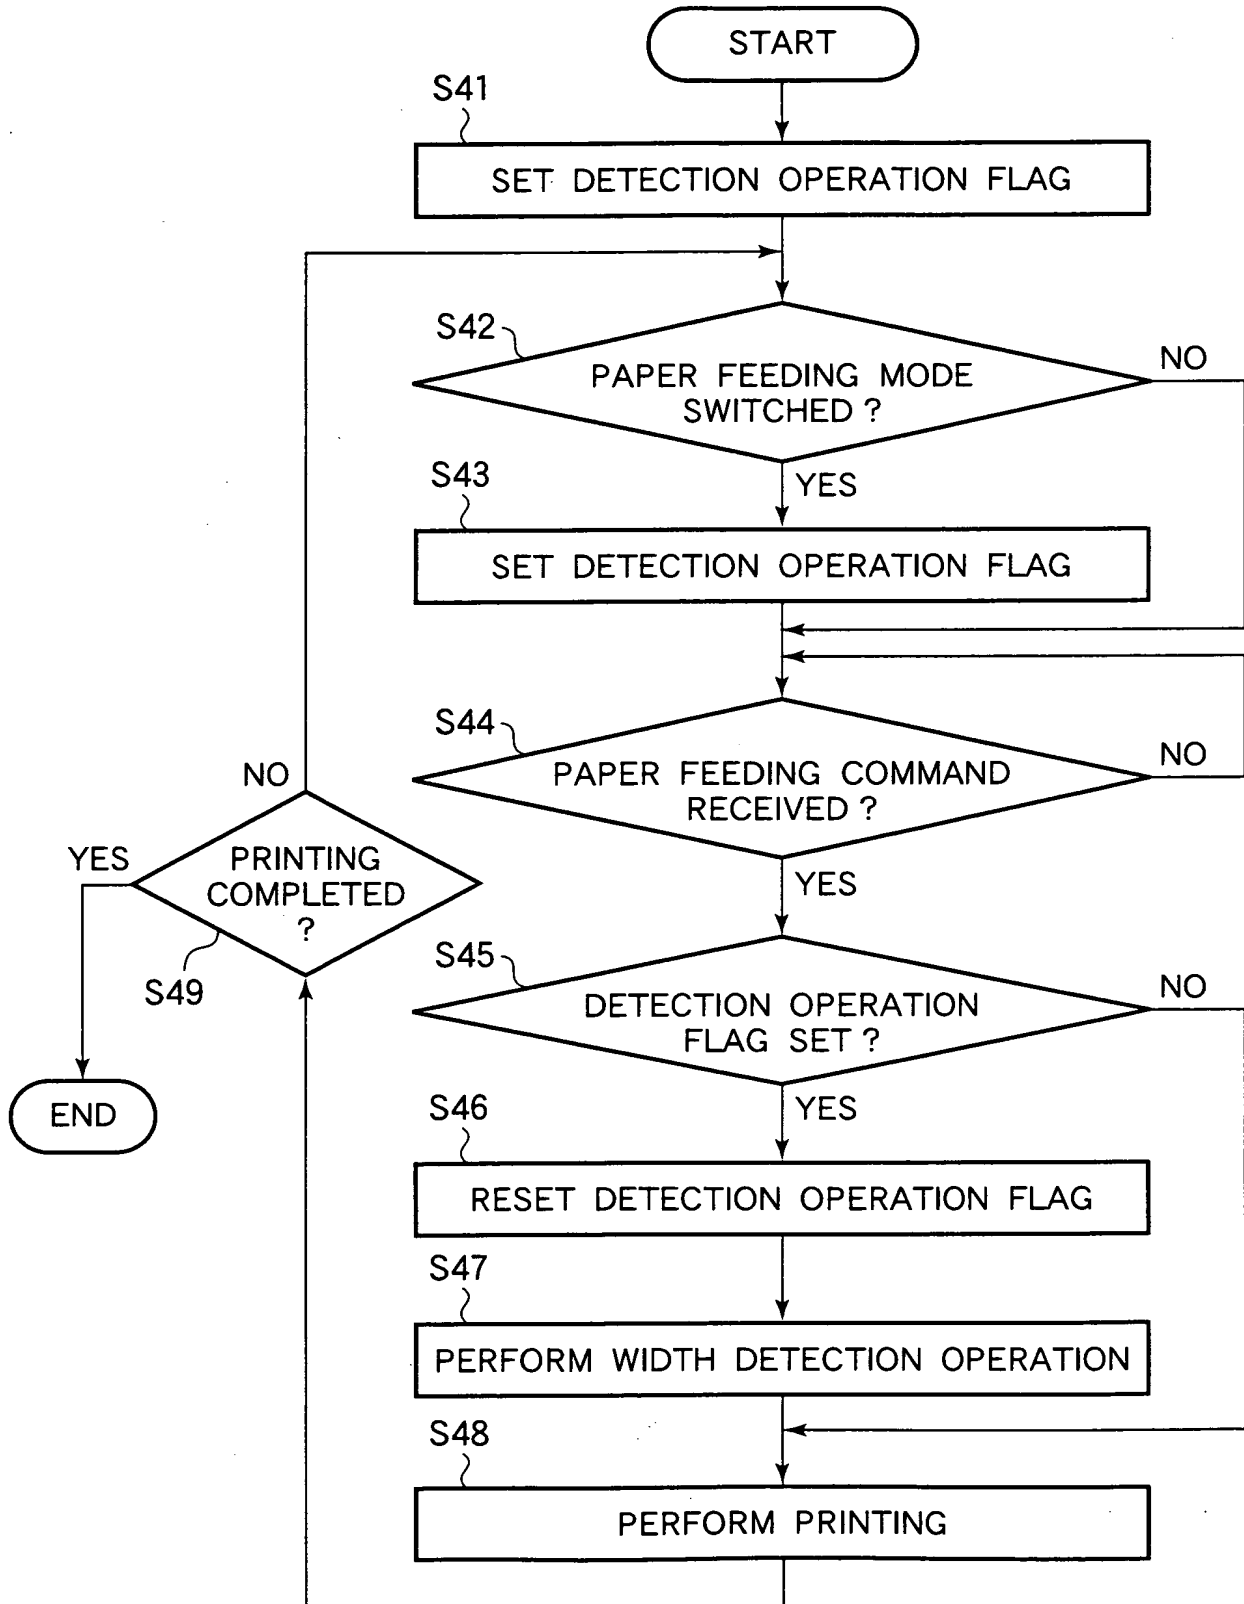 START
S41
SET DETECTION OPERATION FLAG
S42
PAPER FEEDING MODE
SWITCHED ?
NO
YES
S43
SET DETECTION OPERATION FLAG
S44
PAPER FEEDING COMMAND
RECEIVED ?
NO
YES
NO
YES
PRINTING
COMPLETED
?
S49
END
S45
DETECTION OPERATION
FLAG SET ?
NO
YES
S46
RESET DETECTION OPERATION FLAG
S47
PERFORM WIDTH DETECTION OPERATION
S48
PERFORM PRINTING